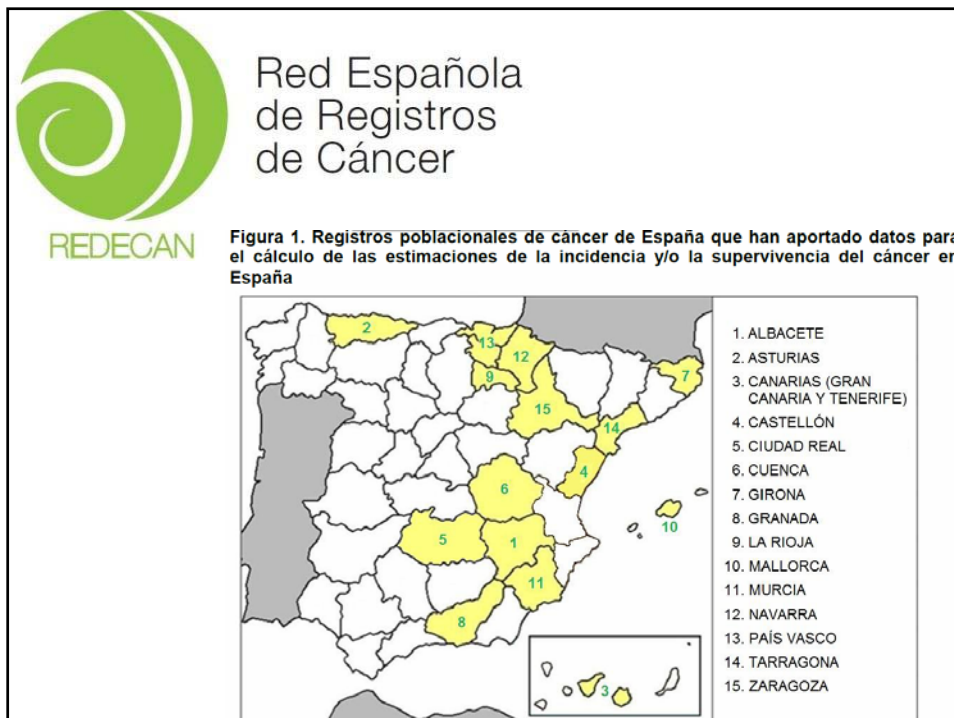 Red Española
de Registros
de Cáncer
REDECAN
Figura 1. Registros poblacionales de cáncer de España que han aportado datos para
el cálculo de las estimaciones de la incidencia y/o la supervivencia del cáncer en
España
1. ALBACETE
2. ASTURIAS
3. CANARIAS (GRAN
CANARIA Y TENERIFE)
4. CASTELLÓN
5. CIUDAD REAL
6. CUENCA
7. GIRONA
8. GRANADA
9. LA RIOJA
10. MALLORCA
11. MURCIA
12. NAVARRA
13. PAÍS VASCO
14. TARRAGONA
15. ZARAGOZA
2
13
12
9
7
15
14
4
6
10
5
1
11
8
3